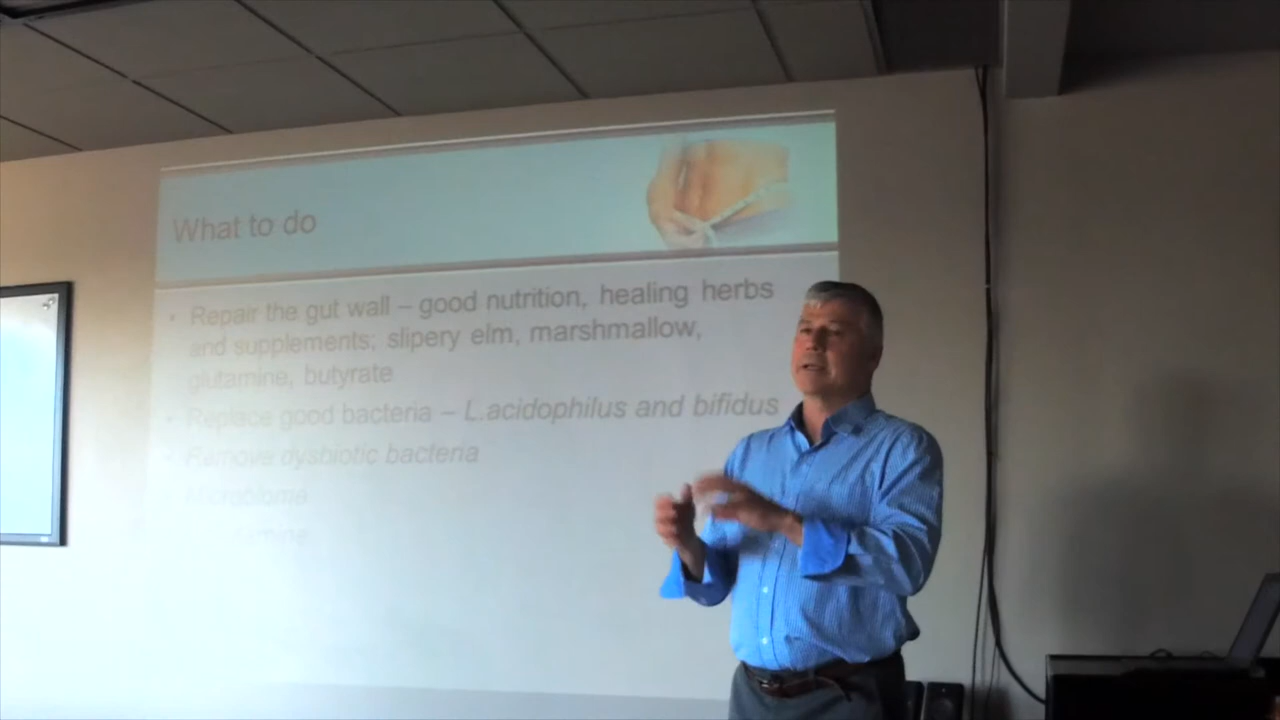 What to do
• Repair the gut wall – good nutrition, healing herbs
and supplements; slipery elm, marshmallow,
glutamine, butyrate
• Replace good bacteria – L.acidophilus and bifidus
• Remove dysbiotic bacteria
Microbiome